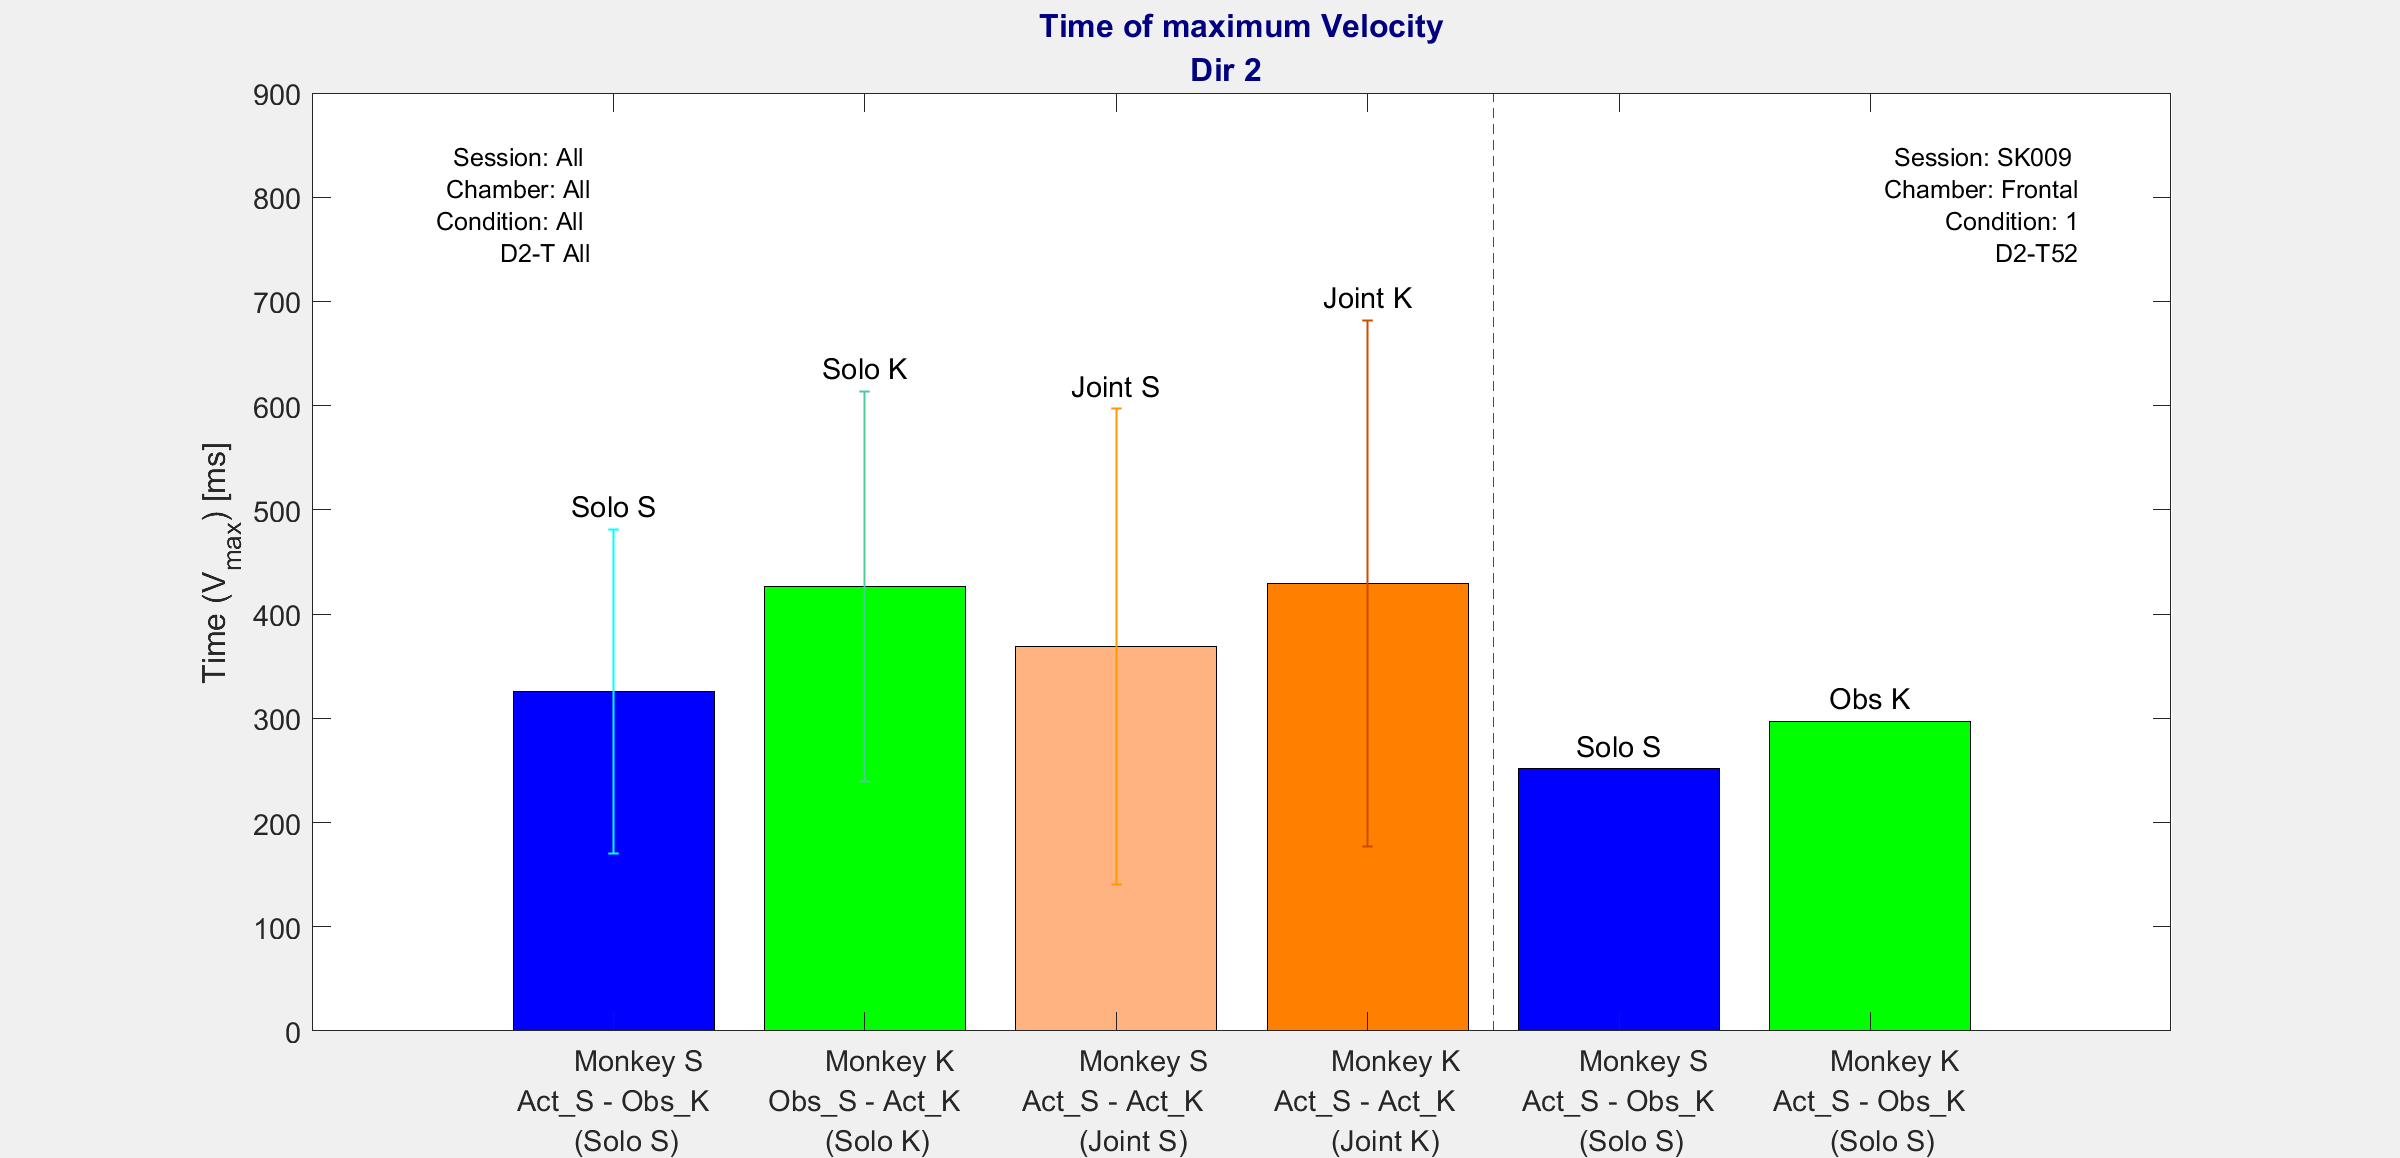 Time of maximum Velocity
Dir 2
900
800
700
600
500
400
300
200
100
0
Time (Vmax) [ms]
Session: All
Chamber: All
Condition: All
D2-T All
Session: SK009
Chamber: Frontal
Condition: 1
D2-T52
Solo S
Solo K
Joint S
Joint K
Solo S
Obs K
Monkey S
Act_S - Obs_K
(Solo S)
Monkey K
Obs_S - Act_K
(Solo K)
Monkey S
Act_S - Act_K
(Joint S)
Monkey K
Act_S - Act_K
(Joint K)
Monkey S
Act_S - Obs_K
(Solo S)
Monkey K
Act_S - Obs_K
(Solo S)